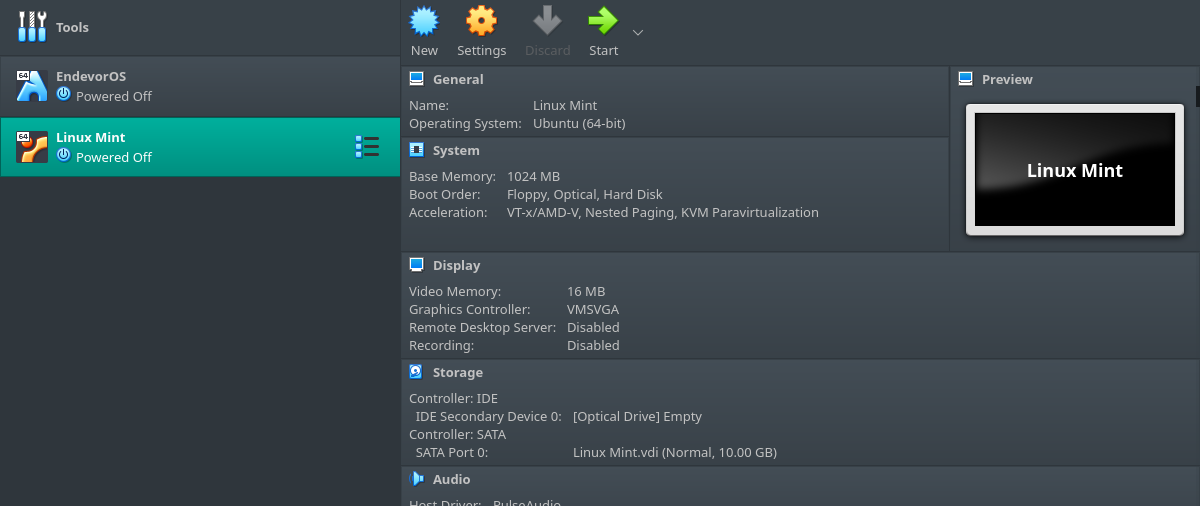 Tools
64
EndevorOS
Powered Off
64
Linux Mint
Powered Off
New Settings Discard Start
General
Name: Linux Mint
Operating System: Ubuntu (64-bit)
System
Base Memory: 1024 MB
Boot Order: Floppy, Optical, Hard Disk
Acceleration: VT-x/AMD-V, Nested Paging, KVM Paravirtualization
Preview
Linux Mint
Display
Video Memory: 16 MB
Graphics Controller: VMSVGA
Remote Desktop Server: Disabled
Recording: Disabled
Storage
Controller: IDE
IDE Secondary Device 0: [Optical Drive] Empty
Controller: SATA
SATA Port 0: Linux Mint.vdi (Normal, 10.00 GB)
Audio
Host Driver: PulseAudio